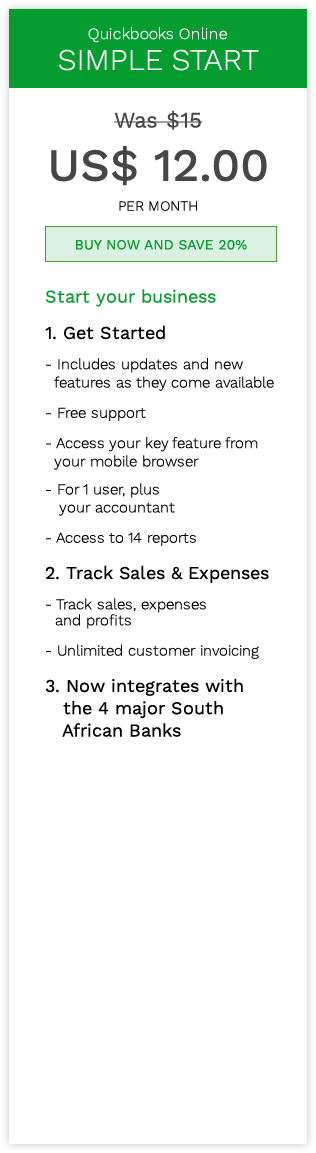 Quickbooks Online
SIMPLE START
Was $15
US$ 12.00
PER MONTH
BUY NOW AND SAVE 20%
Start your business
1. Get Started
- Includes updates and new
features as they come available
- Free support
- Access your key feature from
your mobile browser
- For 1 user, plus
your accountant
- Access to 14 reports
2. Track Sales & Expenses
- Track sales, expenses
and profits
- Unlimited customer invoicing
3. Now integrates with
the 4 major South
African Banks